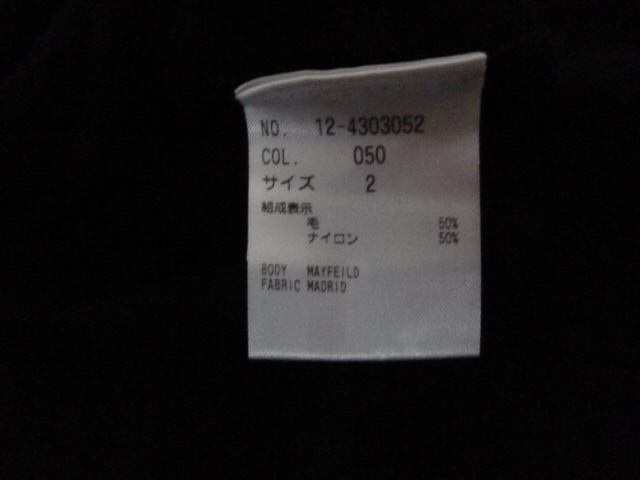 NO. 12-4303052
COL. 050
サイズ 2
組成表示
毛 50%
ナイロン 50%
BODY MAYFEILD
FABRIC MADRID